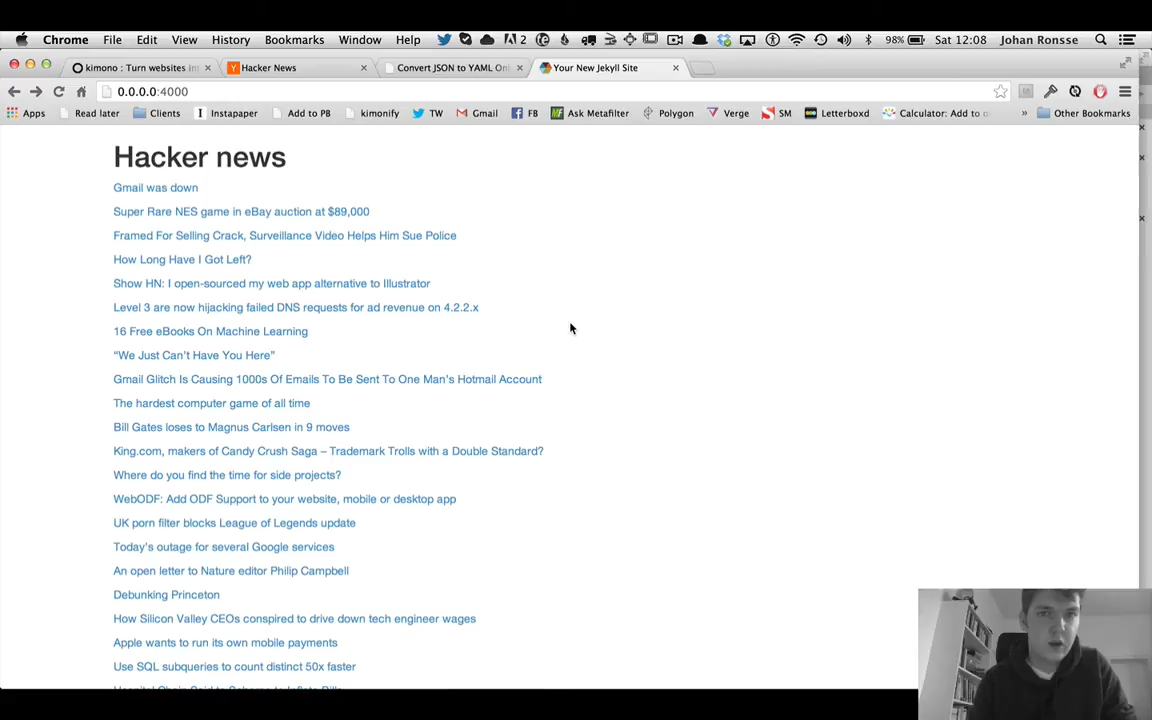 Chrome File Edit View History Bookmarks Window Help 2 98% Sat 12:08 Johan Ronsse
kimono : Turn websites in Hacker News Convert JSON to YAML Onl Your New Jekyll Site
0.0.0.0:4000
Apps Read later Clients Instapaper Add to PB kimonify TW Gmail FB Ask Metafilter Polygon Verge SM Letterboxd Calculator: Add to » Other Bookmarks
Hacker news
Gmail was down
Super Rare NES game in eBay auction at $89,000
Framed For Selling Crack, Surveillance Video Helps Him Sue Police
How Long Have I Got Left?
Show HN: I open-sourced my web app alternative to Illustrator
Level 3 are now hijacking failed DNS requests for ad revenue on 4.2.2.x
16 Free eBooks On Machine Learning
“We Just Can’t Have You Here”
Gmail Glitch Is Causing 1000s Of Emails To Be Sent To One Man’s Hotmail Account
The hardest computer game of all time
Bill Gates loses to Magnus Carlsen in 9 moves
King.com, makers of Candy Crush Saga – Trademark Trolls with a Double Standard?
Where do you find the time for side projects?
WebODF: Add ODF Support to your website, mobile or desktop app
UK porn filter blocks League of Legends update
Today’s outage for several Google services
An open letter to Nature editor Philip Campbell
Debunking Princeton
How Silicon Valley CEOs conspired to drive down tech engineer wages
Apple wants to run its own mobile payments
Use SQL subqueries to count distinct 50x faster